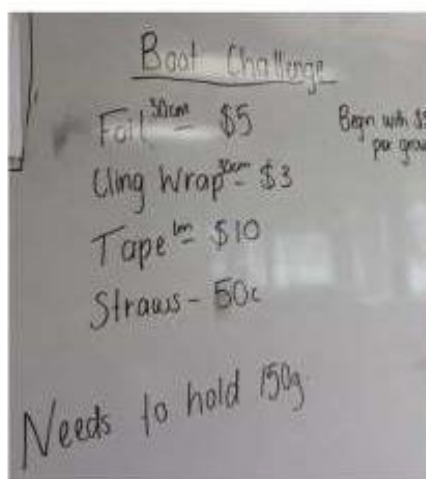 Boat Challenge
Foil 30cm - $5
Begin with $
per
Cling Wrap 30cm - $3
Tape 1m - $10
Straws - 50c
Needs to hold 150g